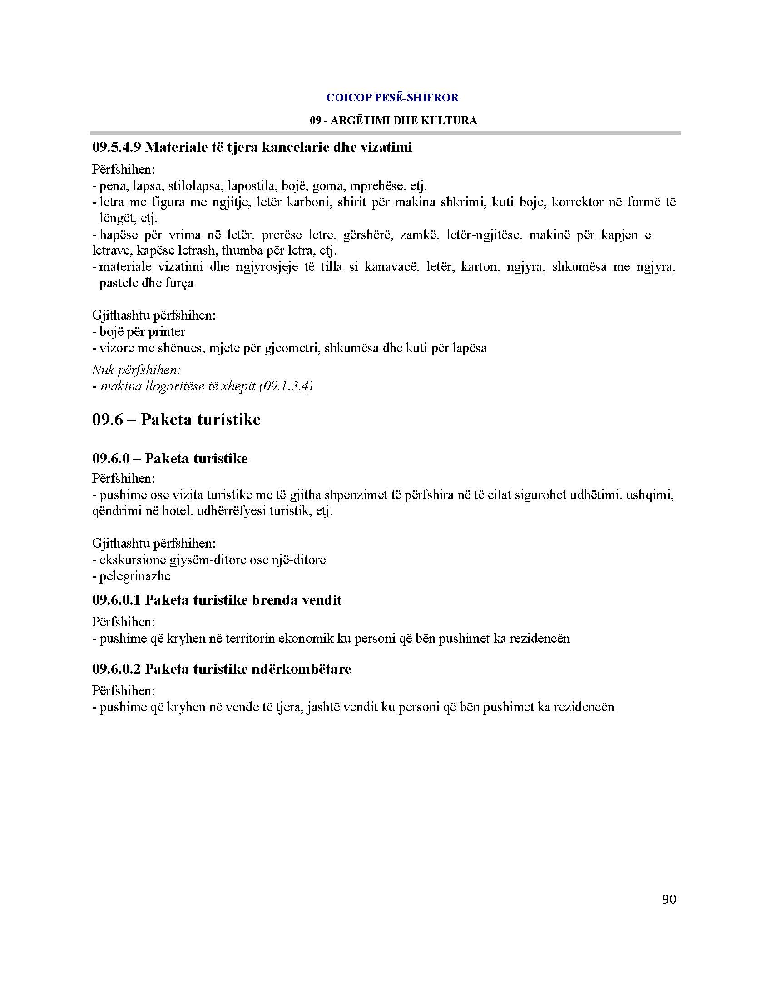 COICOP PESË-SHIFROR
09 - ARGËTIMI DHE KULTURA
09.5.4.9 Materiale të tjera kancelarie dhe vizatimi
Përfshihen:
- pena, lapsa, stilolapsa, lapostila, bojë, goma, mprehëse, etj.
- letra me figura me ngjitje, letër karboni, shirit për makina shkrimi, kuti boje, korrektor në formë të
lëngët, etj.
- hapëse për vrima në letër, prerëse letre, gërshërë, zamkë, letër-ngjitëse, makinë për kapjen e
letrave, kapëse letrash, thumba për letra, etj.
- materiale vizatimi dhe ngjyrosjeje të tilla si kanavacë, letër, karton, ngjyra, shkumësa me ngjyra,
pastele dhe furça
Gjithashtu përfshihen:
- bojë për printer
- vizore me shënues, mjete për gjeometri, shkumësa dhe kuti për lapësa
Nuk përfshihen:
- makina llogaritëse të xhepit (09.1.3.4)
09.6 – Paketa turistike
09.6.0 – Paketa turistike
Përfshihen:
- pushime ose vizita turistike me të gjitha shpenzimet të përfshira në të cilat sigurohet udhëtimi, ushqimi,
qëndrimi në hotel, udhërrëfyesi turistik, etj.
Gjithashtu përfshihen:
- ekskursione gjysëm-ditore ose një-ditore
- pelegrinazhe
09.6.0.1 Paketa turistike brenda vendit
Përfshihen:
- pushime që kryhen në territorin ekonomik ku personi që bën pushimet ka rezidencën
09.6.0.2 Paketa turistike ndërkombëtare
Përfshihen:
- pushime që kryhen në vende të tjera, jashtë vendit ku personi që bën pushimet ka rezidencën
90